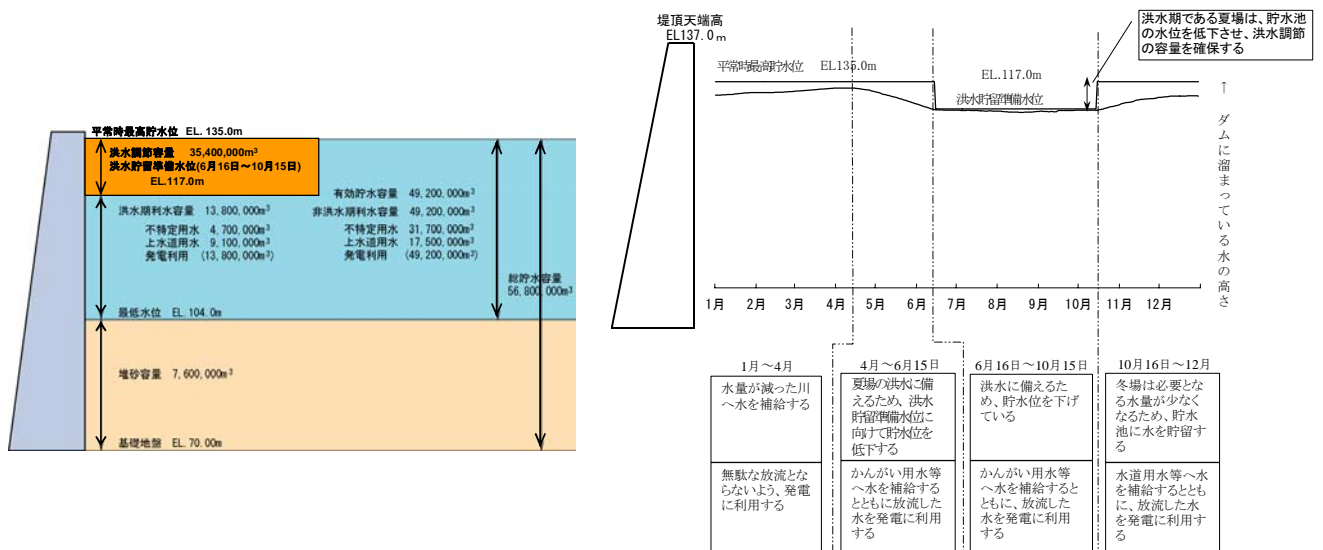 平常時最高貯水位 EL. 135.0m
洪水調節容量 35,400,000m³
洪水貯留準備水位(6月16日～10月15日)
EL.117.0m
有効貯水容量 49,200,000m³
洪水期利水容量 13,800,000m³
非洪水期利水容量 49,200,000m³
不特定用水 4,700,000m³
不特定用水 31,700,000m³
上水道用水 9,100,000m³
上水道用水 17,500,000m³
発電利用 (13,800,000m³)
発電利用 (49,200,000m³)
総貯水容量
56,800,000m³
最低水位 EL. 104.0m
堆砂容量 7,600,000m³
基礎地盤 EL. 70.00m
堤頂天端高
EL137.0m
洪水期である夏場は、貯水池
の水位を低下させ、洪水調節
の容量を確保する
平常時最高貯水位 EL135.0m
EL.117.0m
洪水貯留準備水位
↑ ダムに溜まっている水の高さ
1月 2月 3月 4月 5月 6月 7月 8月 9月 10月 11月 12月
1月～4月
水量が減った川
へ水を補給する
無駄な放流とな
らないよう、発電
に利用する
4月～6月15日
夏場の洪水に備
えるため、洪水
貯留準備水位に
向けて貯水位を
低下する
かんがい用水等
へ水を補給する
とともに放流した
水を発電に利用
する
6月16日～10月15日
洪水に備えるた
め、貯水位を下げ
ている
かんがい用水等
へ水を補給すると
ともに、放流した
水を発電に利用
する
10月16日～12月
冬場は必要とな
る水量が少なく
なるため、貯水
池に水を貯留す
る
水道用水等へ水
を補給するととも
に、放流した水
を発電に利用す
る